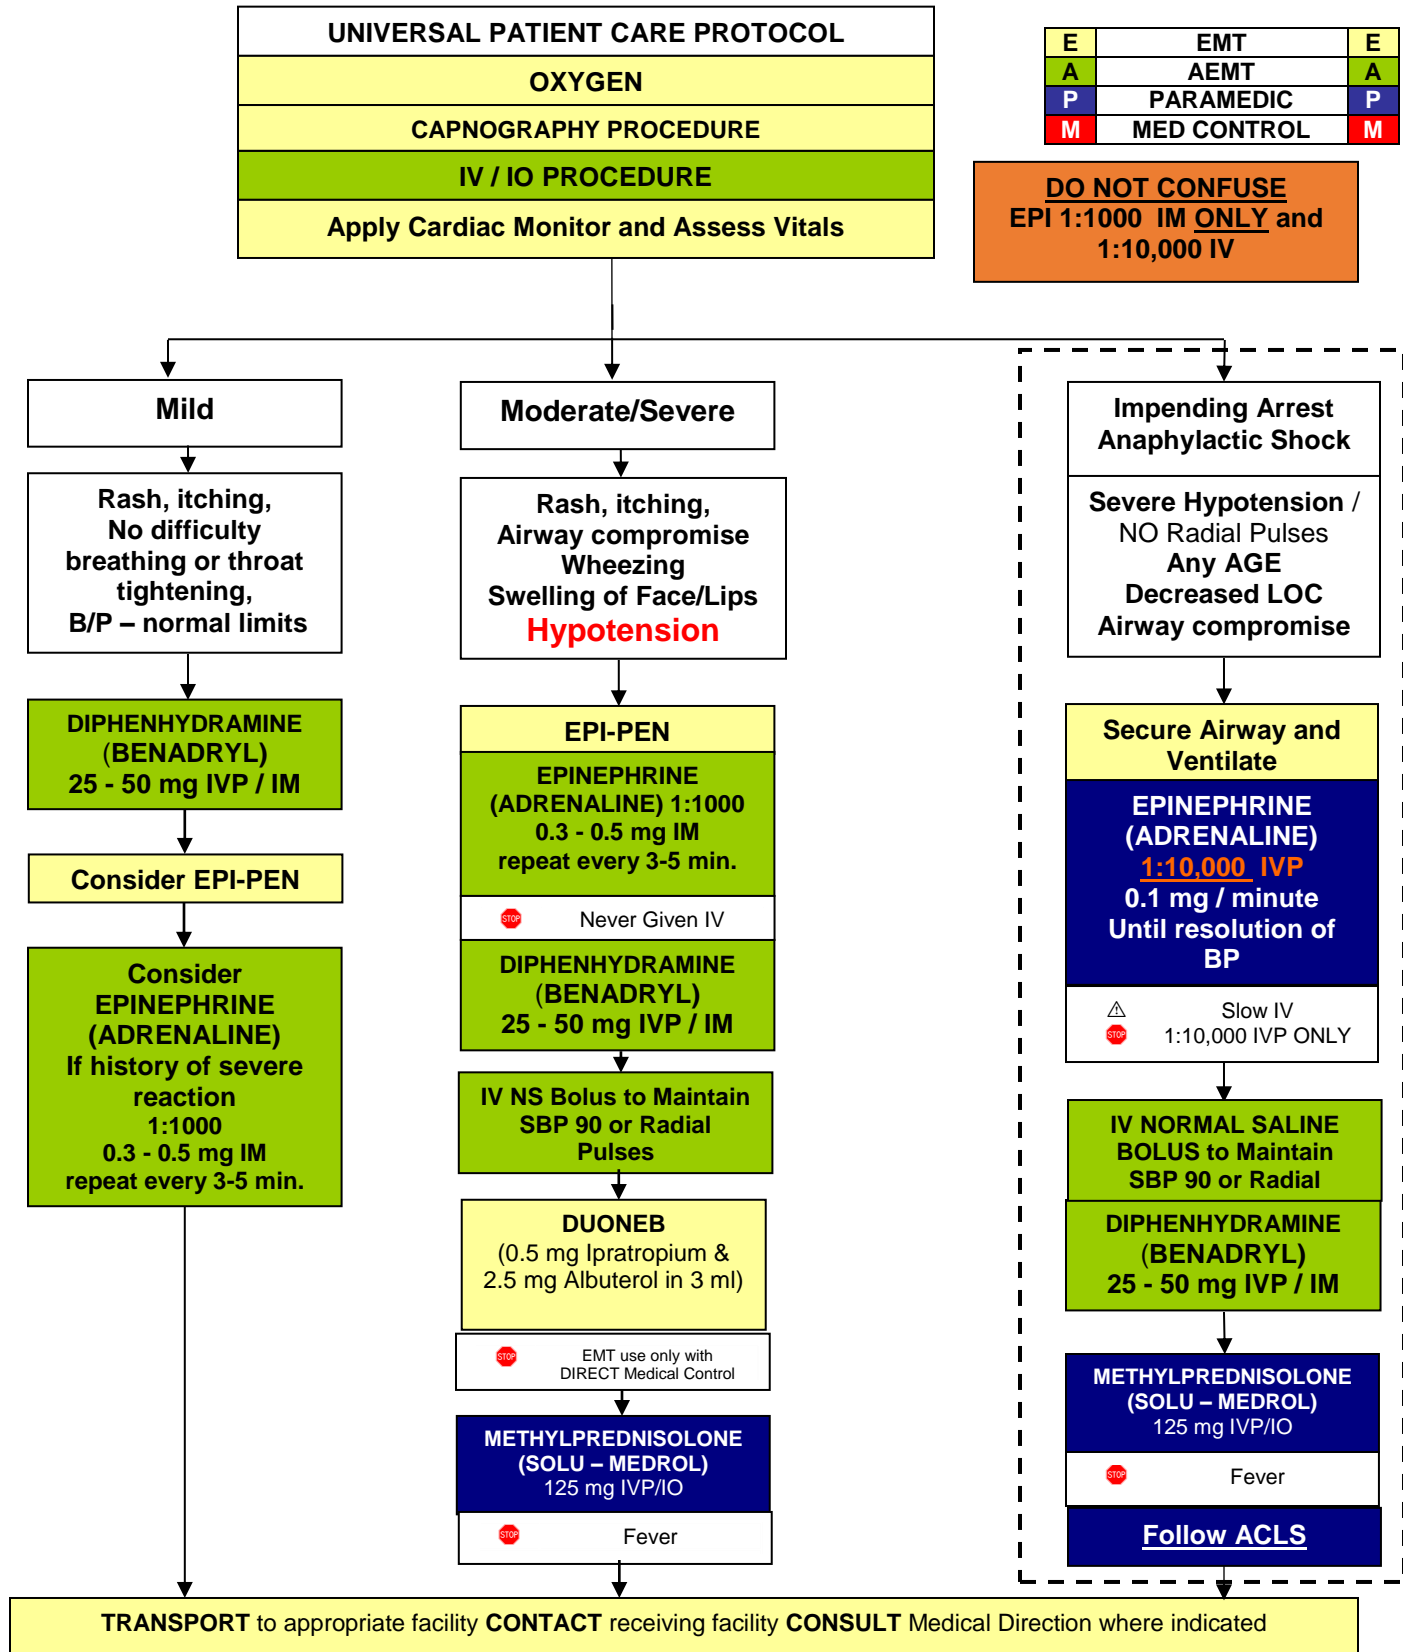 UNIVERSAL PATIENT CARE PROTOCOL
OXYGEN
CAPNOGRAPHY PROCEDURE
IV / IO PROCEDURE
Apply Cardiac Monitor and Assess Vitals
E EMT E
A AEMT A
P PARAMEDIC P
M MED CONTROL M
DO NOT CONFUSE
EPI 1:1000 IM ONLY and
1:10,000 IV
Mild
Rash, itching,
No difficulty
breathing or throat
tightening,
B/P – normal limits
DIPHENHYDRAMINE
(BENADRYL)
25 - 50 mg IVP / IM
Consider EPI-PEN
Consider
EPINEPHRINE
(ADRENALINE)
If history of severe
reaction
1:1000
0.3 - 0.5 mg IM
repeat every 3-5 min.
Moderate/Severe
Rash, itching,
Airway compromise
Wheezing
Swelling of Face/Lips
Hypotension
EPI-PEN
EPINEPHRINE
(ADRENALINE) 1:1000
0.3 - 0.5 mg IM
repeat every 3-5 min.
STOP Never Given IV
DIPHENHYDRAMINE
(BENADRYL)
25 - 50 mg IVP / IM
IV NS Bolus to Maintain
SBP 90 or Radial
Pulses
DUONEB
(0.5 mg Ipratropium &
2.5 mg Albuterol in 3 ml)
STOP EMT use only with
DIRECT Medical Control
METHYLPREDNISOLONE
(SOLU – MEDROL)
125 mg IVP/IO
STOP Fever
Impending Arrest
Anaphylactic Shock
Severe Hypotension /
NO Radial Pulses
Any AGE
Decreased LOC
Airway compromise
Secure Airway and
Ventilate
EPINEPHRINE
(ADRENALINE)
1:10,000 IVP
0.1 mg / minute
Until resolution of
BP
⚠ Slow IV
STOP 1:10,000 IVP ONLY
IV NORMAL SALINE
BOLUS to Maintain
SBP 90 or Radial
DIPHENHYDRAMINE
(BENADRYL)
25 - 50 mg IVP / IM
METHYLPREDNISOLONE
(SOLU – MEDROL)
125 mg IVP/IO
STOP Fever
Follow ACLS
TRANSPORT to appropriate facility CONTACT receiving facility CONSULT Medical Direction where indicated